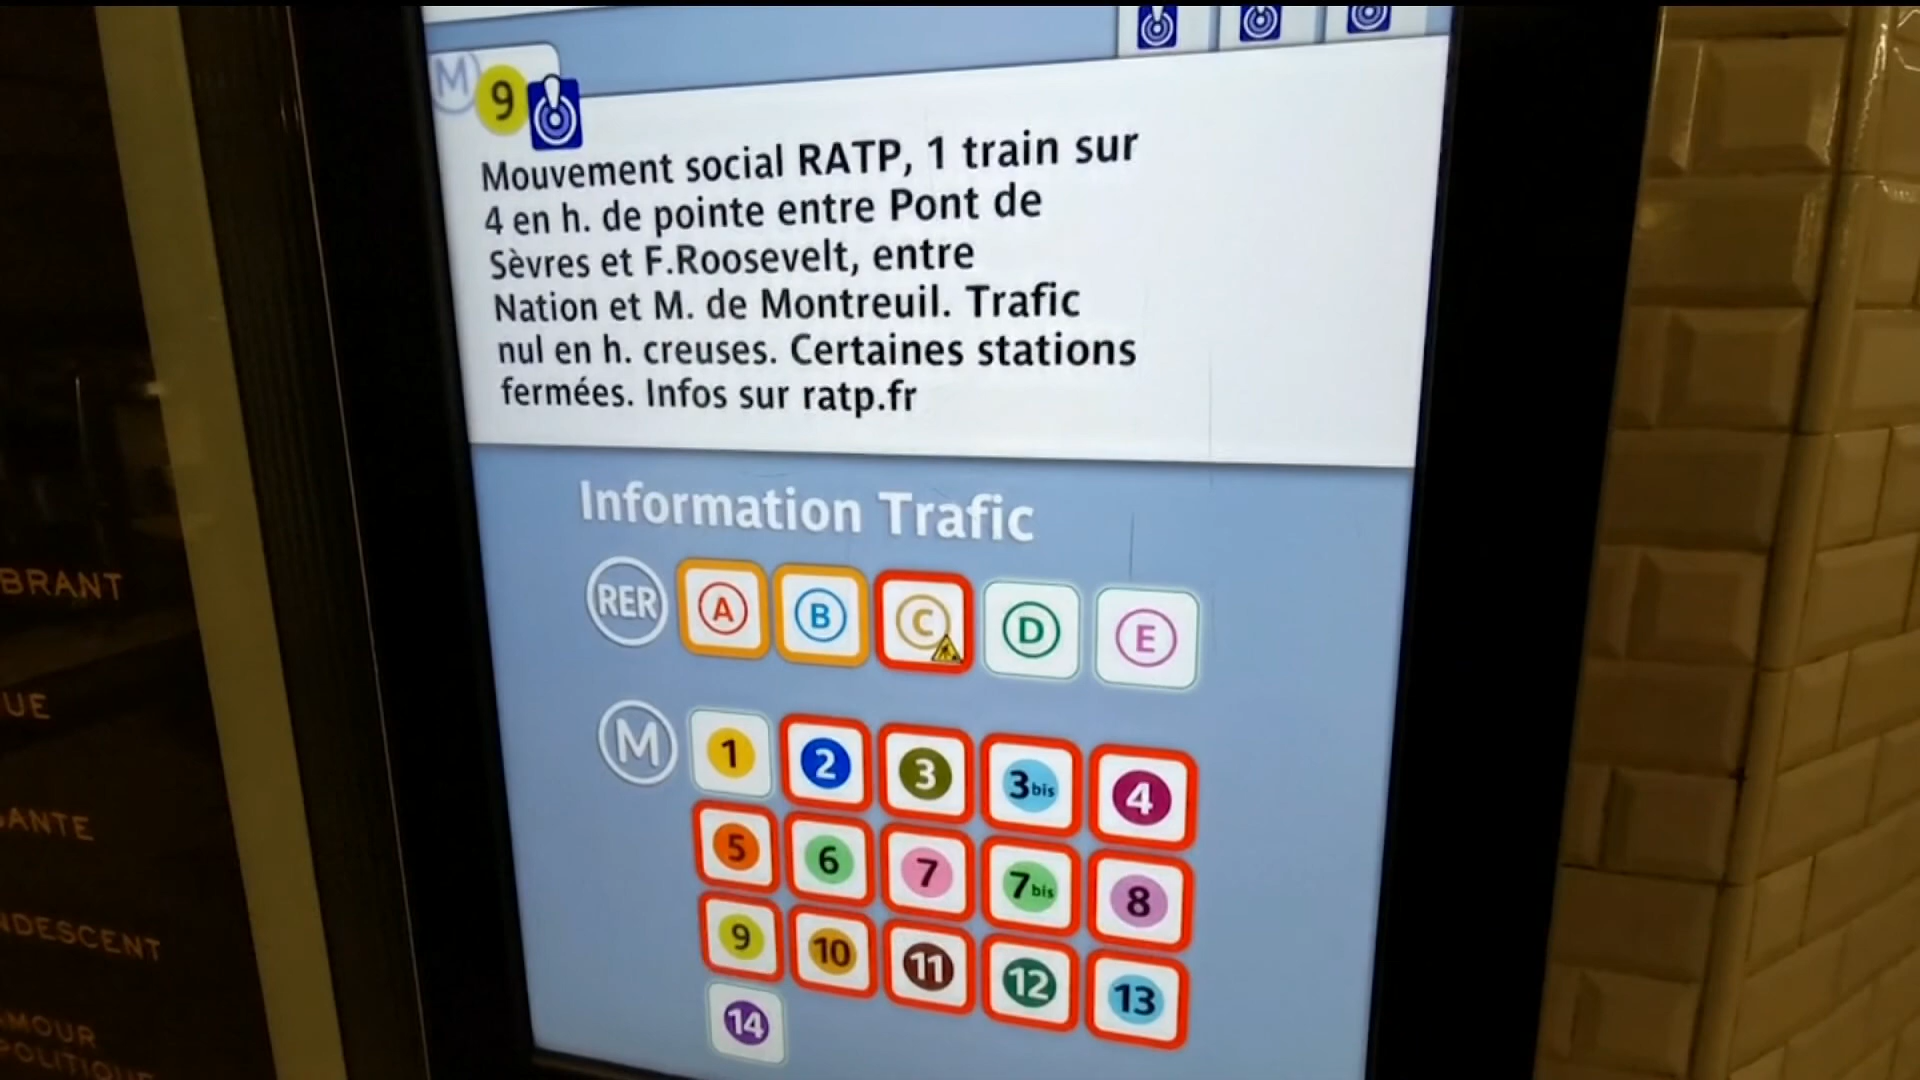 M 9
Mouvement social RATP, 1 train sur
4 en h. de pointe entre Pont de
Sèvres et F.Roosevelt, entre
Nation et M. de Montreuil. Trafic
nul en h. creuses. Certaines stations
fermées. Infos sur ratp.fr
Information Trafic
RER A B C D E
M 1 2 3 3bis 4
5 6 7 7bis 8
9 10 11 12 13
14
BRANT
UE
ANTE
NDESCENT
MOUR
POLITIQUE